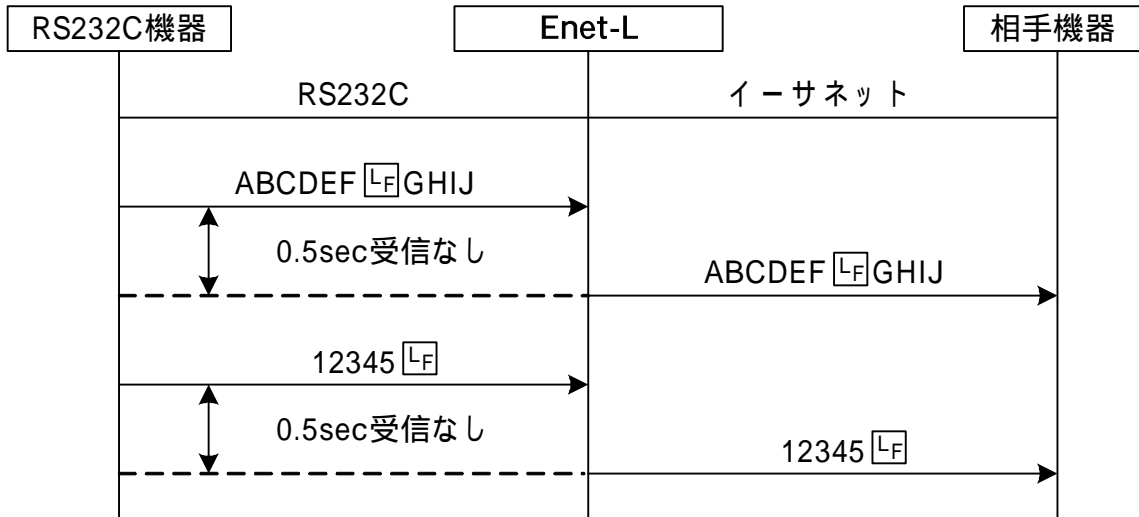 RS232C機器 Enet-L 相手機器
RS232C イーサネット
ABCDEF LF GHIJ
0.5sec受信なし
ABCDEF LF GHIJ
12345 LF
0.5sec受信なし
12345 LF